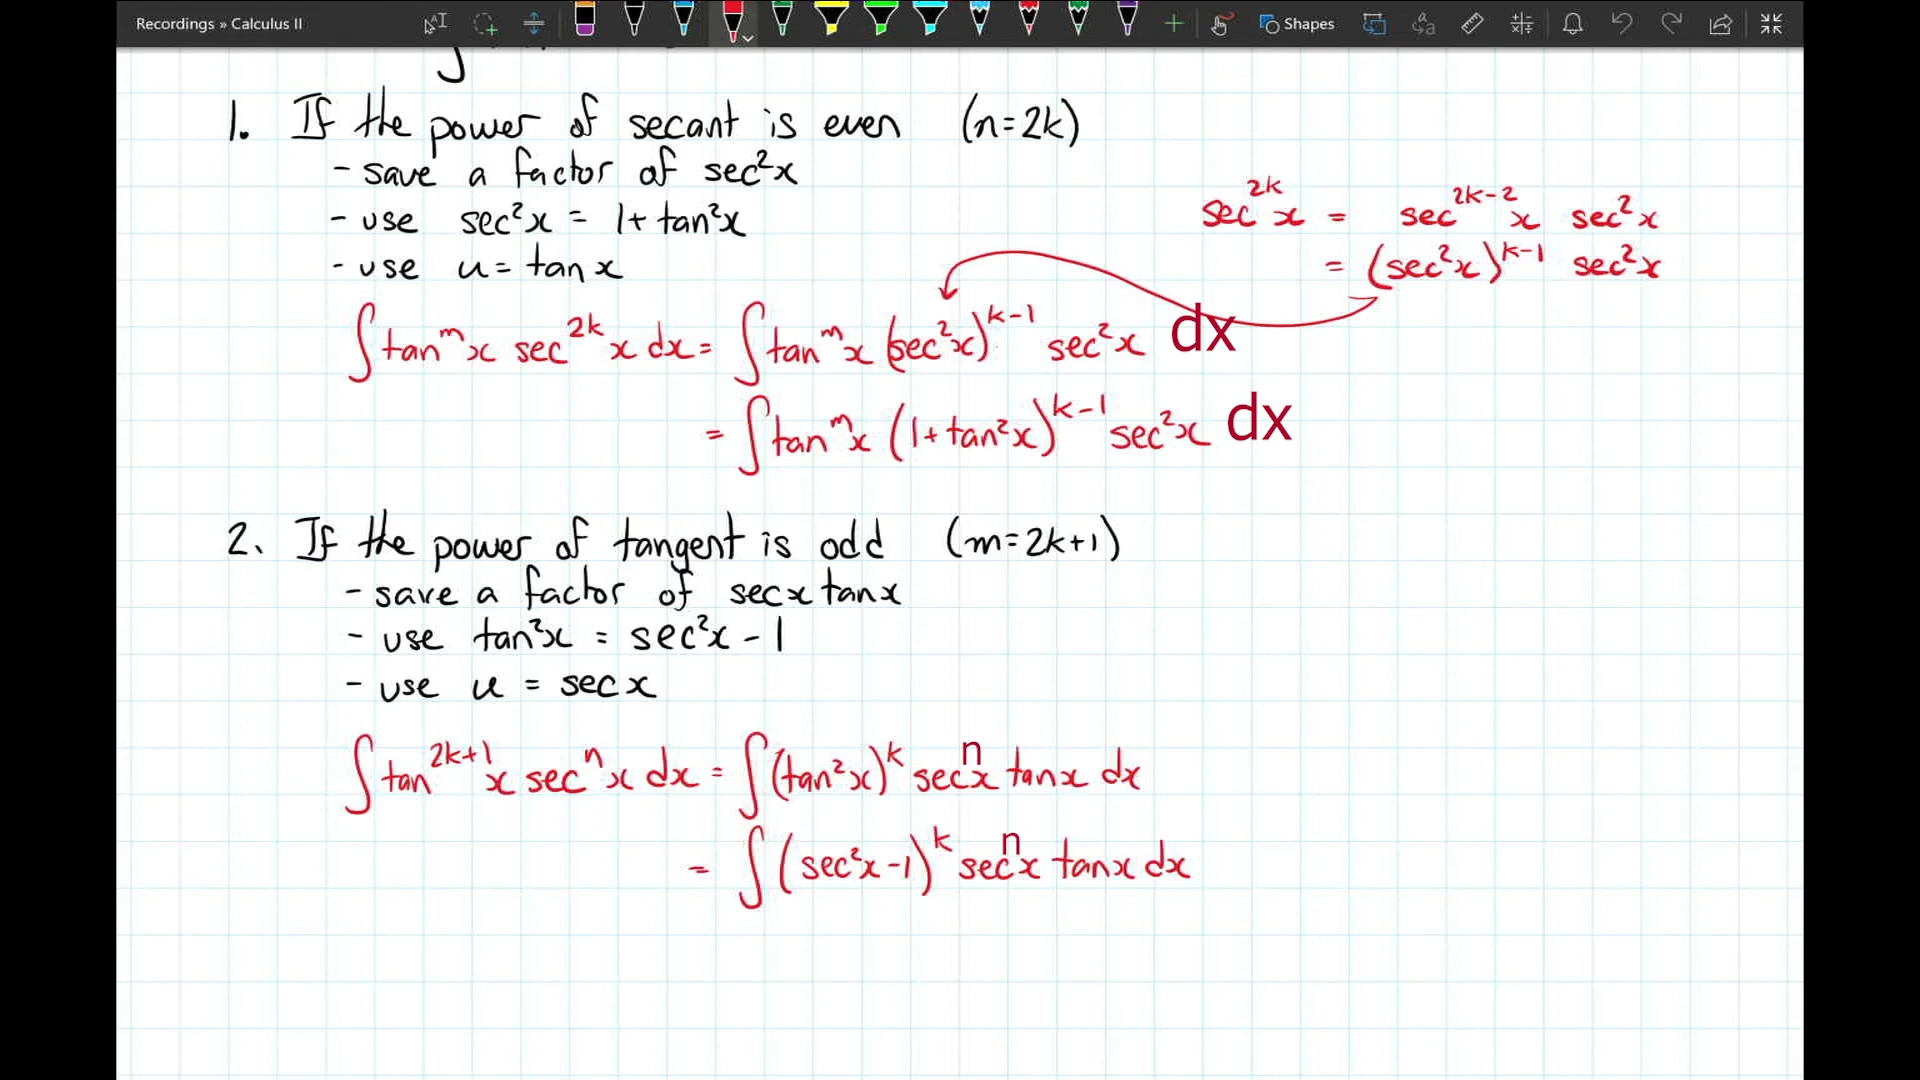 Recordings » Calculus II Shapes
1. If the power of secant is even (n=2k)
- save a factor of sec²x
- use sec²x = 1+tan²x
- use u = tan x
sec^{2k} x = sec^{2k-2} x sec²x
= (sec²x)^{k-1} sec²x
∫tan^m x sec^{2k} x dx = ∫tan^m x (sec²x)^{k-1} sec²x dx
= ∫tan^m x (1+tan²x)^{k-1} sec²x dx
2. If the power of tangent is odd (m=2k+1)
- save a factor of secx tanx
- use tan²x = sec²x - 1
- use u = sec x
∫tan^{2k+1} x sec^n x dx = ∫(tan²x)^k sec^n x tanx dx
= ∫(sec²x-1)^k sec^n x tanx dx